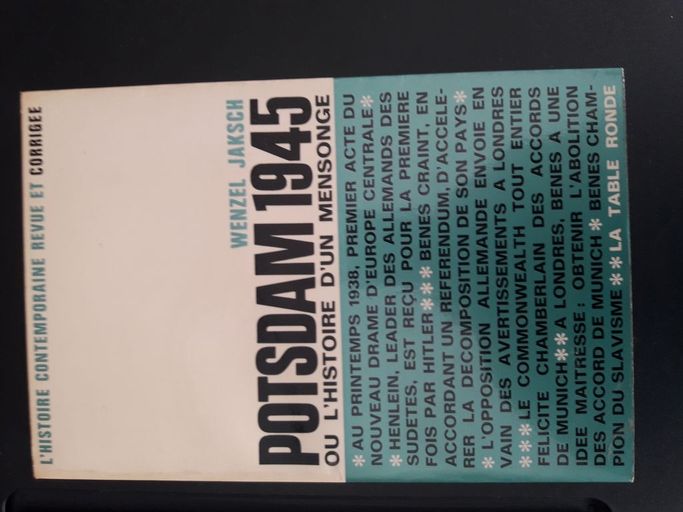 L'HISTOIRE CONTEMPORAINE REVUE ET CORRIGEE
WENZEL JAKSCH
POTSDAM 1945
OU L'HISTOIRE D'UN MENSONGE
* AU PRINTEMPS 1938, PREMIER ACTE DU
NOUVEAU DRAME D'EUROPE CENTRALE*
* HENLEIN, LEADER DES ALLEMANDS DES
SUDETES, EST REÇU POUR LA PREMIERE
FOIS PAR HITLER*** BENES CRAINT, EN
ACCORDANT UN REFERENDUM, D'ACCELE-
RER LA DECOMPOSITION DE SON PAYS*
* L'OPPOSITION ALLEMANDE ENVOIE EN
VAIN DES AVERTISSEMENTS A LONDRES
*** LE COMMONWEALTH TOUT ENTIER
FELICITE CHAMBERLAIN DES ACCORDS
DE MUNICH** A LONDRES, BENES A UNE
IDEE MAITRESSE : OBTENIR L'ABOLITION
DES ACCORD DE MUNICH* BENES CHAM-
PION DU SLAVISME** LA TABLE RONDE